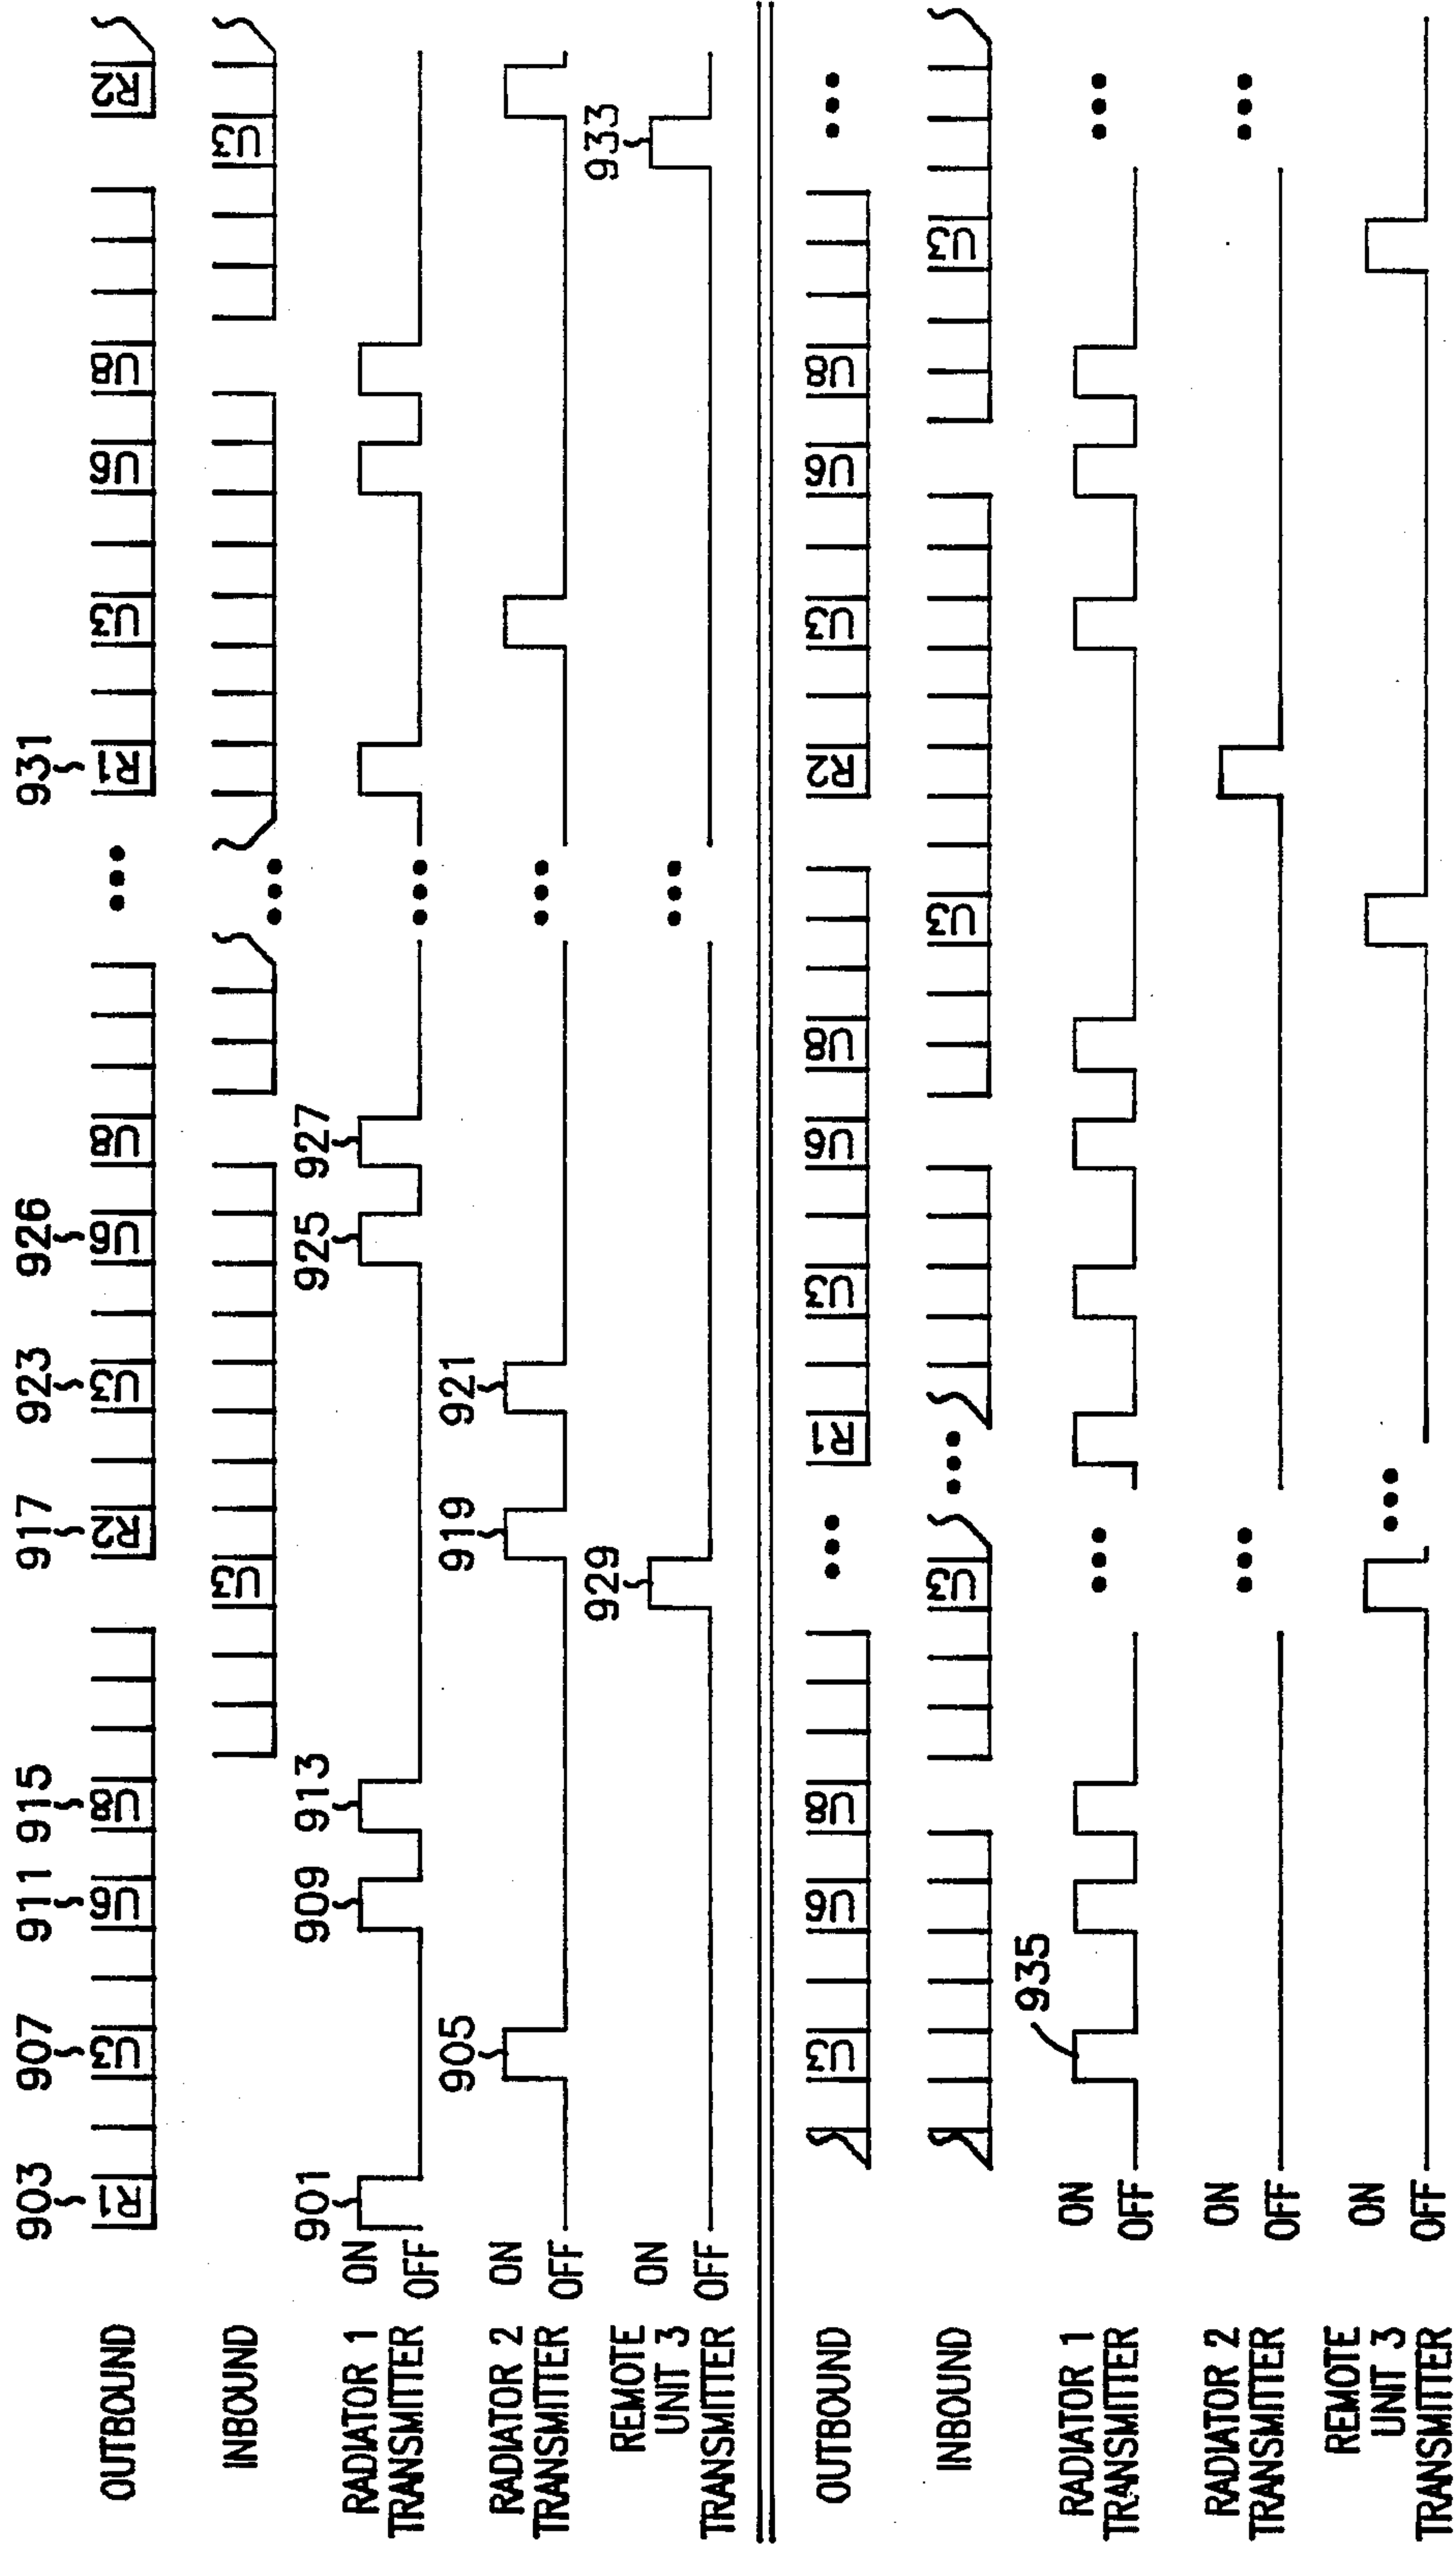 903 907 911 915 917 923 926 931
OUTBOUND R1 U3 U6 U8 R2 U3 U6 U8 ••• R1 U3 U6 U8 R2
INBOUND U3 ••• U3
901 909 913 925 927
RADIATOR 1 ON
TRANSMITTER OFF •••
905 919 921
RADIATOR 2 ON
TRANSMITTER OFF •••
929 933
REMOTE ON
UNIT 3
TRANSMITTER OFF •••
OUTBOUND U3 U6 U8 ••• R1 U3 U6 U8 R2 U3 U6 U8 •••
INBOUND U3 ••• U3 U3
935
RADIATOR 1 ON
TRANSMITTER OFF ••• •••
RADIATOR 2 ON
TRANSMITTER OFF ••• •••
REMOTE ON
UNIT 3
TRANSMITTER OFF •••